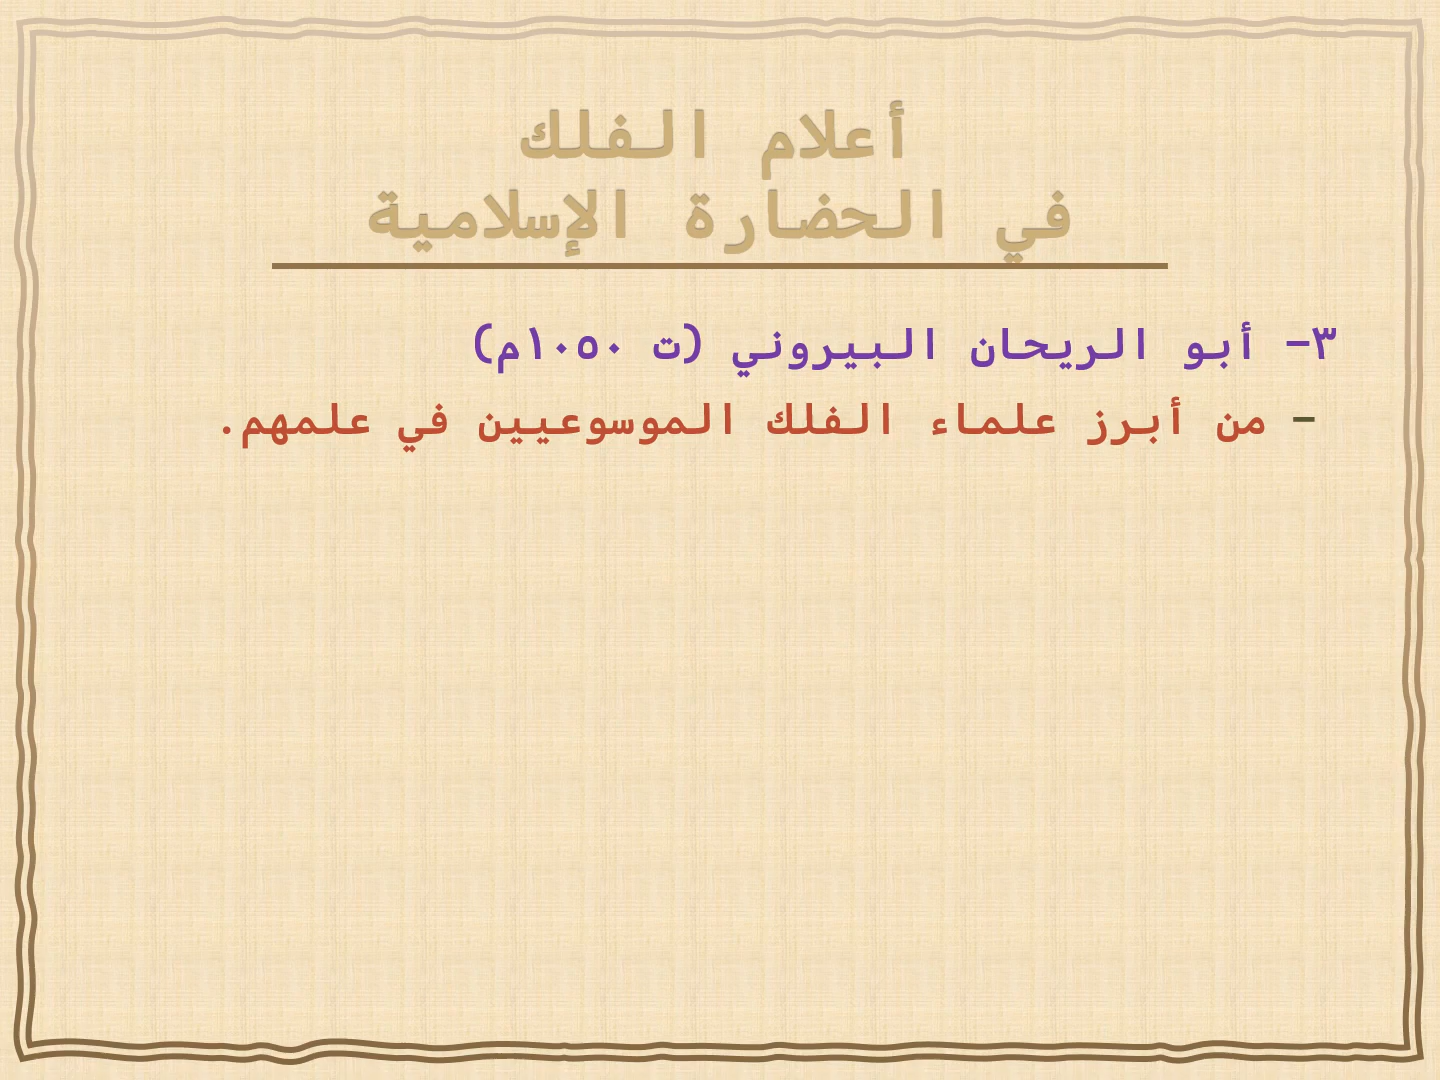 أعلام الفلك
في الحضارة الإسلامية
٣- أبو الريحان البيروني (ت ١٠٥٠م)
- من أبرز علماء الفلك الموسوعيين في علمهم.